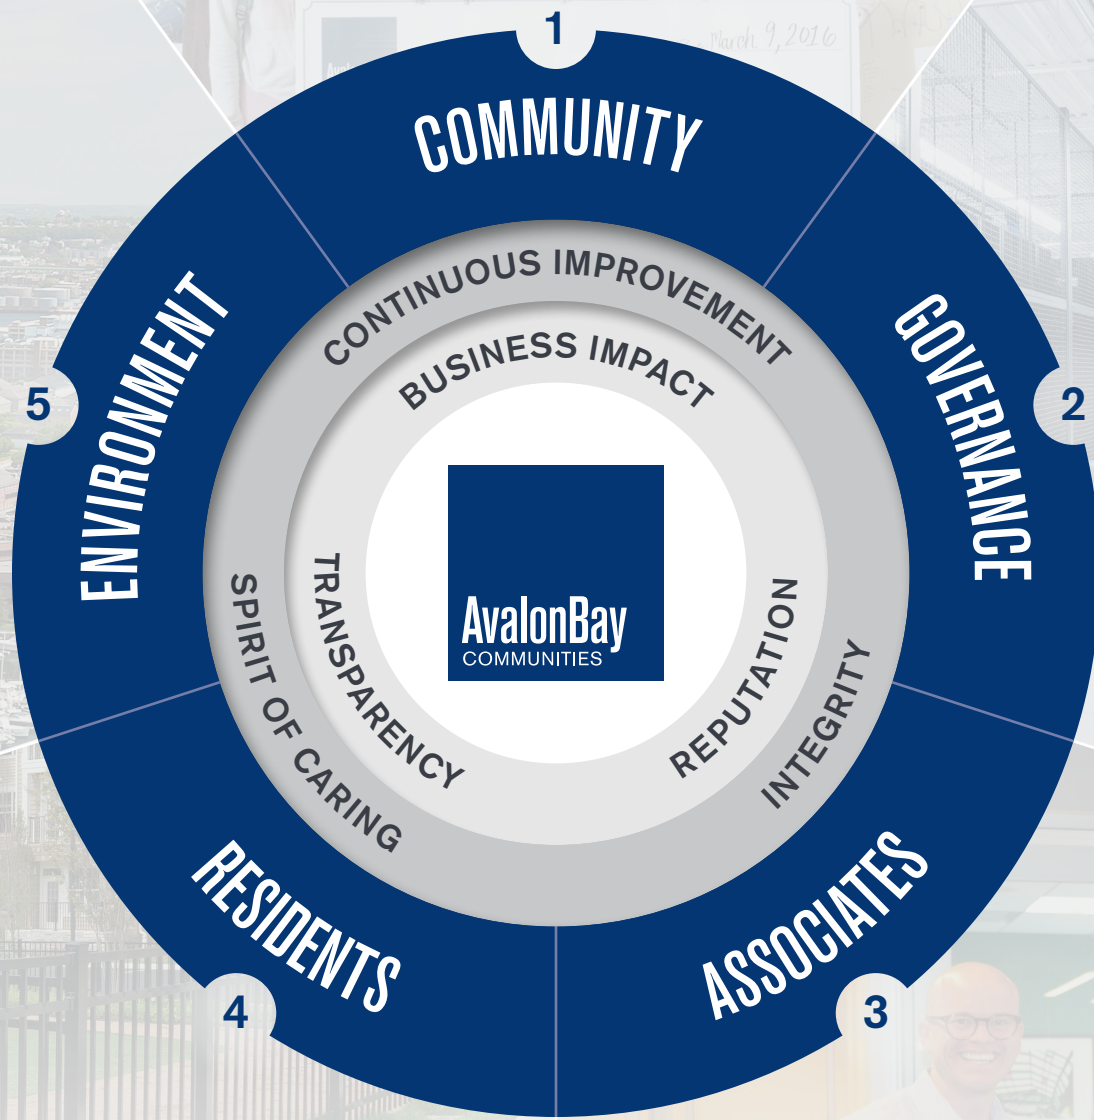 March 9, 2016
1
COMMUNITY
2
GOVERNANCE
3
ASSOCIATES
4
RESIDENTS
5
ENVIRONMENT
CONTINUOUS IMPROVEMENT
INTEGRITY
SPIRIT OF CARING
BUSINESS IMPACT
REPUTATION
TRANSPARENCY
AvalonBay
COMMUNITIES